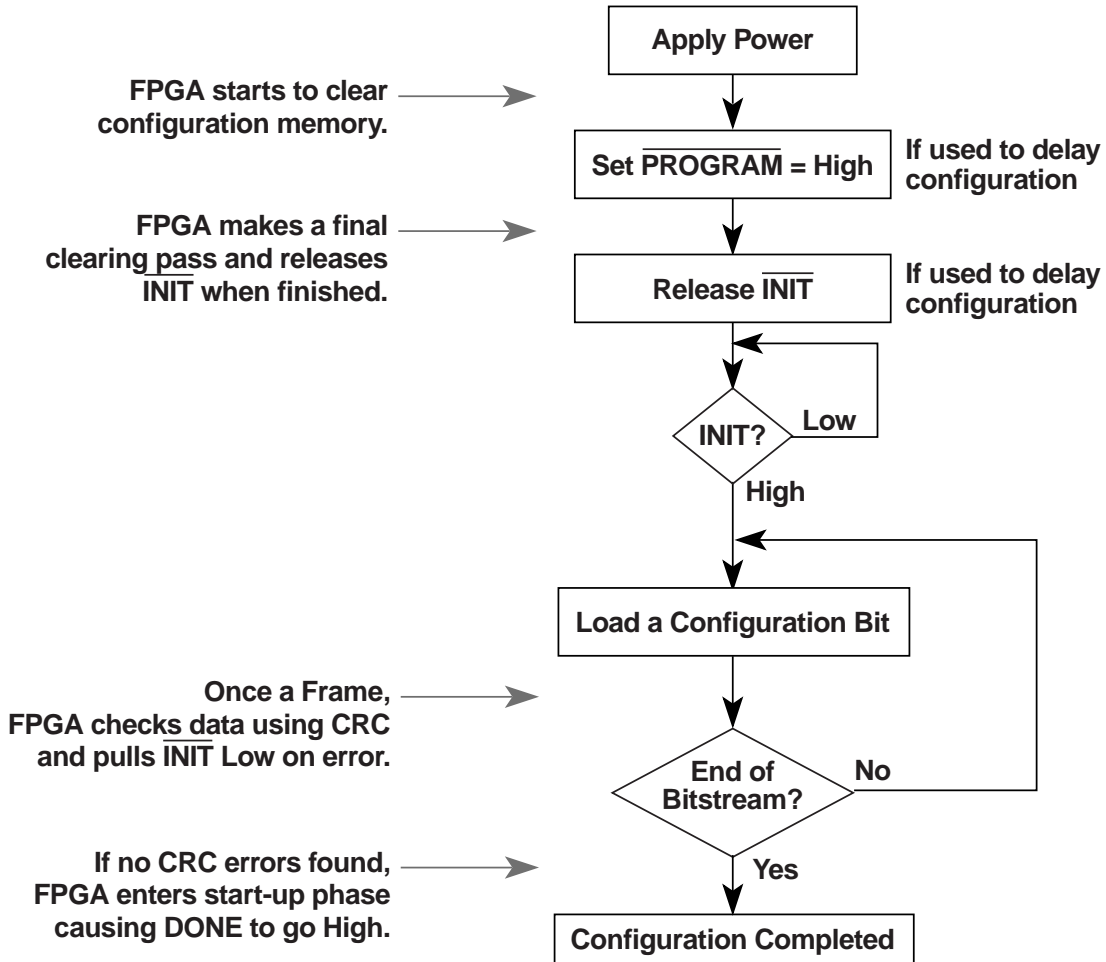 Apply Power
FPGA starts to clear
configuration memory.
Set PROGRAM = High
If used to delay
configuration
FPGA makes a final
clearing pass and releases
INIT when finished.
Release INIT
If used to delay
configuration
INIT?
Low
High
Load a Configuration Bit
Once a Frame,
FPGA checks data using CRC
and pulls INIT Low on error.
End of
Bitstream?
No
Yes
If no CRC errors found,
FPGA enters start-up phase
causing DONE to go High.
Configuration Completed